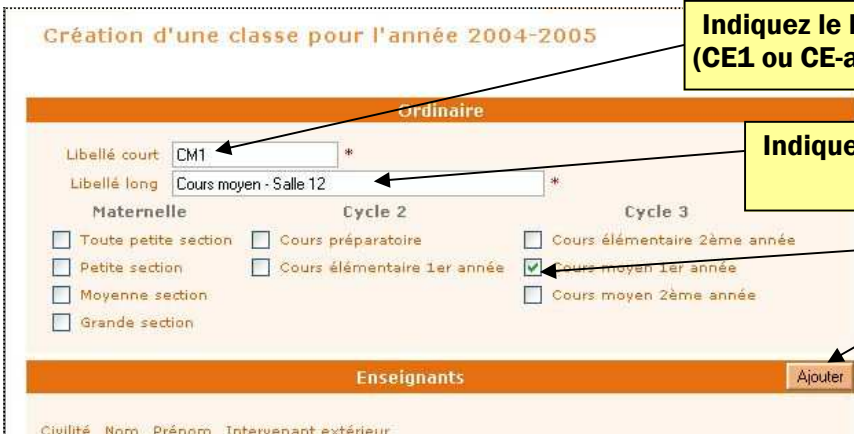 Création d'une classe pour l'année 2004-2005
Indiquez le
(CE1 ou CE-a
Ordinaire
Libellé court CM1 *
Indique
Libellé long Cours moyen - Salle 12 *
Maternelle Cycle 2 Cycle 3
Toute petite section Cours préparatoire Cours élémentaire 2ème année
Petite section Cours élémentaire 1er année Cours moyen 1er année
Moyenne section Cours moyen 2ème année
Grande section
Enseignants Ajouter
Civilité Nom Prénom Intervenant extérieur